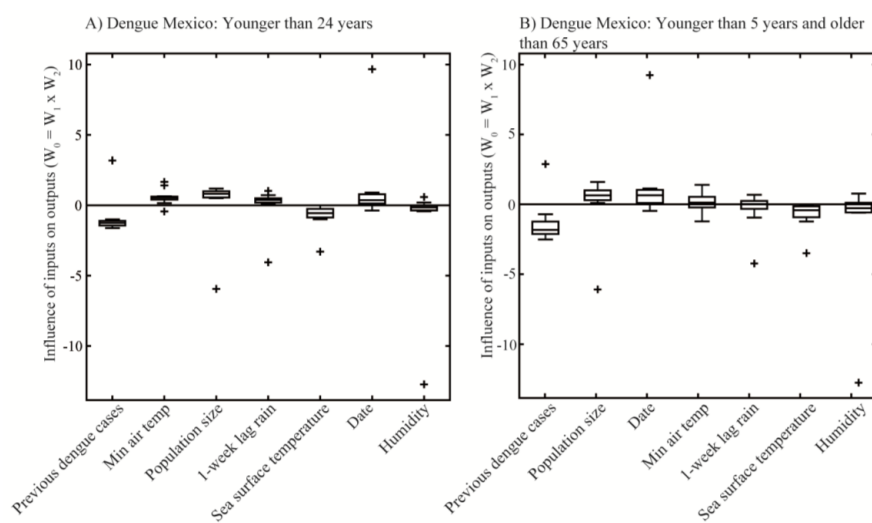 A) Dengue Mexico: Younger than 24 years
Influence of inputs on outputs (W₀ = W₁ x W₂)
10
5
0
-5
-10
Previous dengue cases
Min air temp
Population size
1-week lag rain
Sea surface temperature
Date
Humidity
B) Dengue Mexico: Younger than 5 years and older
than 65 years
Influence of inputs on outputs (W₀ = W₁ x W₂)
10
5
0
-5
-10
Previous dengue cases
Population size
Date
Min air temp
1-week lag rain
Sea surface temperature
Humidity